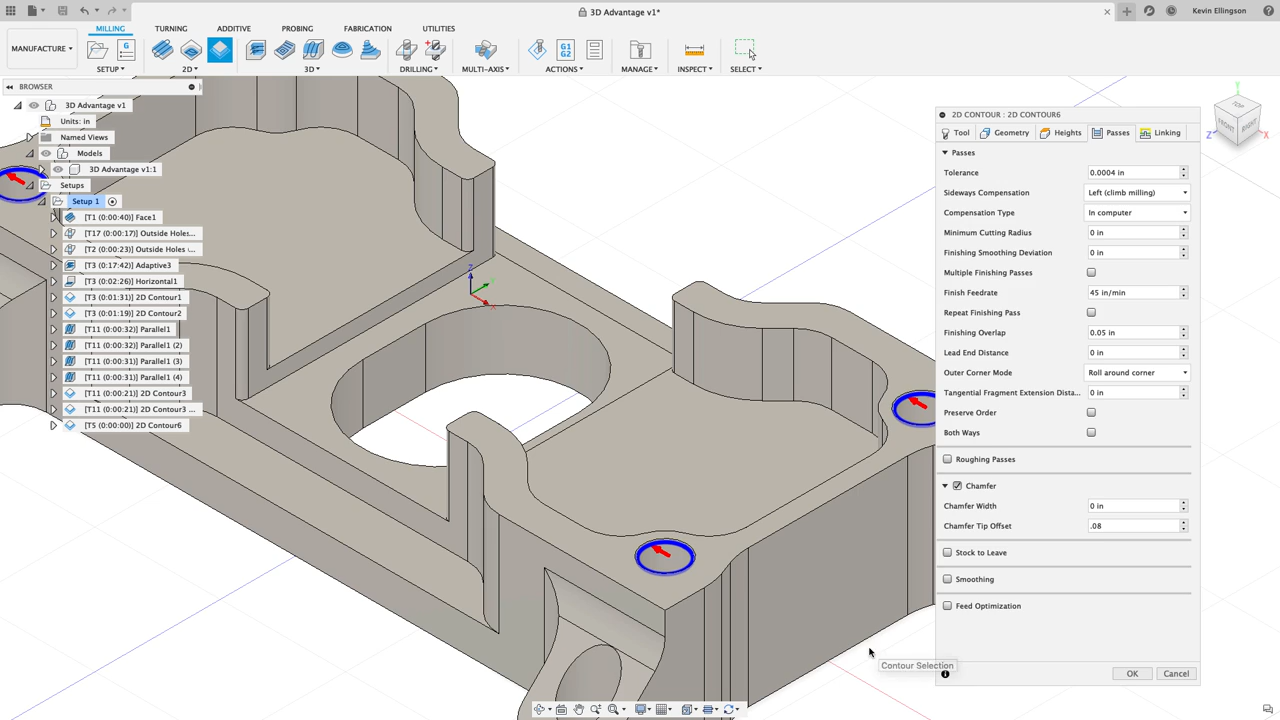 3D Advantage v1*
Kevin Ellingson
MANUFACTURE
MILLING TURNING ADDITIVE PROBING FABRICATION UTILITIES
G
G1
G2
SETUP 2D 3D DRILLING MULTI-AXIS ACTIONS MANAGE INSPECT SELECT
BROWSER
3D Advantage v1
Units: in
Named Views
Models
3D Advantage v1:1
Setups
Setup 1
[T1 (0:00:40)] Face1
[T17 (0:00:17)] Outside Holes...
[T2 (0:00:23)] Outside Holes ...
[T3 (0:17:42)] Adaptive3
[T3 (0:02:26)] Horizontal1
[T3 (0:01:31)] 2D Contour1
[T3 (0:01:19)] 2D Contour2
[T11 (0:00:32)] Parallel1
[T11 (0:00:32)] Parallel1 (2)
[T11 (0:00:31)] Parallel1 (3)
[T11 (0:00:31)] Parallel1 (4)
[T11 (0:00:21)] 2D Contour3
[T11 (0:00:21)] 2D Contour3 ...
[T5 (0:00:00)] 2D Contour6
Z
Y
X
Y
TOP
FRONT
RIGHT
Z
X
2D CONTOUR : 2D CONTOUR6
Tool Geometry Heights Passes Linking
Passes
Tolerance 0.0004 in
Sideways Compensation Left (climb milling)
Compensation Type In computer
Minimum Cutting Radius 0 in
Finishing Smoothing Deviation 0 in
Multiple Finishing Passes
Finish Feedrate 45 in/min
Repeat Finishing Pass
Finishing Overlap 0.05 in
Lead End Distance 0 in
Outer Corner Mode Roll around corner
Tangential Fragment Extension Dista... 0 in
Preserve Order
Both Ways
Roughing Passes
Chamfer
Chamfer Width 0 in
Chamfer Tip Offset .08
Stock to Leave
Smoothing
Feed Optimization
Contour Selection
OK Cancel